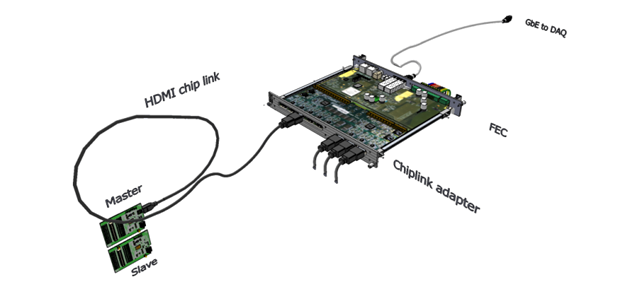 GbE to DAQ
HDMI chip link
FEC
Chiplink adapter
Master
Slave